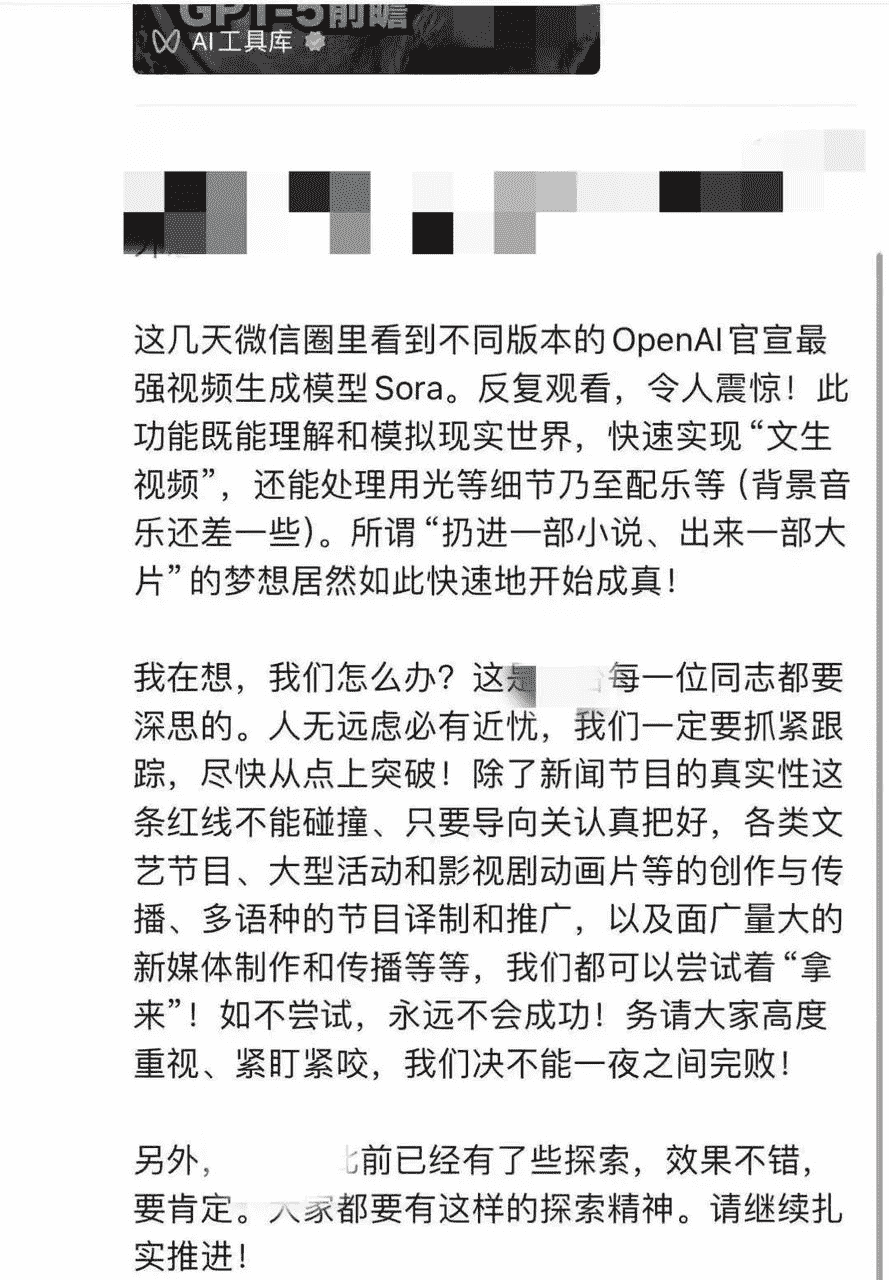 GPT-5前瞻
AI工具库
这几天微信圈里看到不同版本的OpenAI官宣最
强视频生成模型Sora。反复观看，令人震惊！此
功能既能理解和模拟现实世界，快速实现“文生
视频”，还能处理用光等细节乃至配乐等（背景音
乐还差一些）。所谓“扔进一部小说、出来一部大
片”的梦想居然如此快速地开始成真！
我在想，我们怎么办？这是 每一位同志都要
深思的。人无远虑必有近忧，我们一定要抓紧跟
踪，尽快从点上突破！除了新闻节目的真实性这
条红线不能碰撞、只要导向关认真把好，各类文
艺节目、大型活动和影视剧动画片等的创作与传
播、多语种的节目译制和推广，以及面广量大的
新媒体制作和传播等等，我们都可以尝试着“拿
来”！如不尝试，永远不会成功！务请大家高度
重视、紧盯紧咬，我们决不能一夜之间完败！
另外， 此前已经有了些探索，效果不错，
要肯定。大家都要有这样的探索精神。请继续扎
实推进！